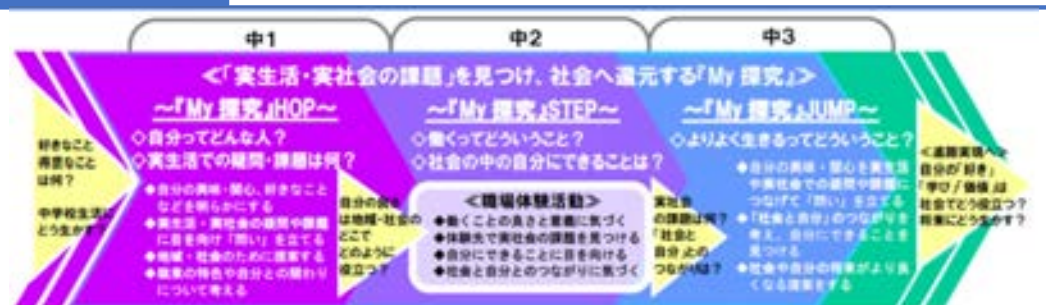 中1
中2
中3
≪「実生活・実社会の課題」を見つけ、社会へ還元する『My 探究』≫
～『My 探究』HOP～
◇自分ってどんな人？
◇実生活での疑問・課題は何？
好きなこと
得意なこと
は何？
中学校生活に
どう生かす？
◆自分の興味・関心、好きなこと
などを明らかにする
◆実生活・実社会の疑問や課題
に目を向け「問い」を立てる
◆地域・社会のために提案する
◆職業の特色や自分との関わり
について考える
～『My 探究』STEP～
◇働くってどういうこと？
◇社会の中の自分にできることは？
自分の
は地域・社会の
どこで
どのように
役立つ？
≪職場体験活動≫
◆働くことの良さと意義に気づく
◆体験先で実社会の課題を見つける
◆自分にできることに目を向ける
◆社会と自分とのつながりに気づく
～『My 探究』JUMP～
◇よりよく生きるってどういうこと？
実社会
の課題は何？
「社会と
自分」との
つながりは？
◆自分の興味・関心を実生活
や実社会での疑問や課題に
つなげて「問い」を立てる
◆「社会と自分」のつながりを
考え、自分にできることを
見つける
◆社会や自分の将来がより良
くなる提案をする
≪進路実現へ≫
自分の「好き」
「学び」「価値」は
社会でどう役立つ？
将来にどう生かす？